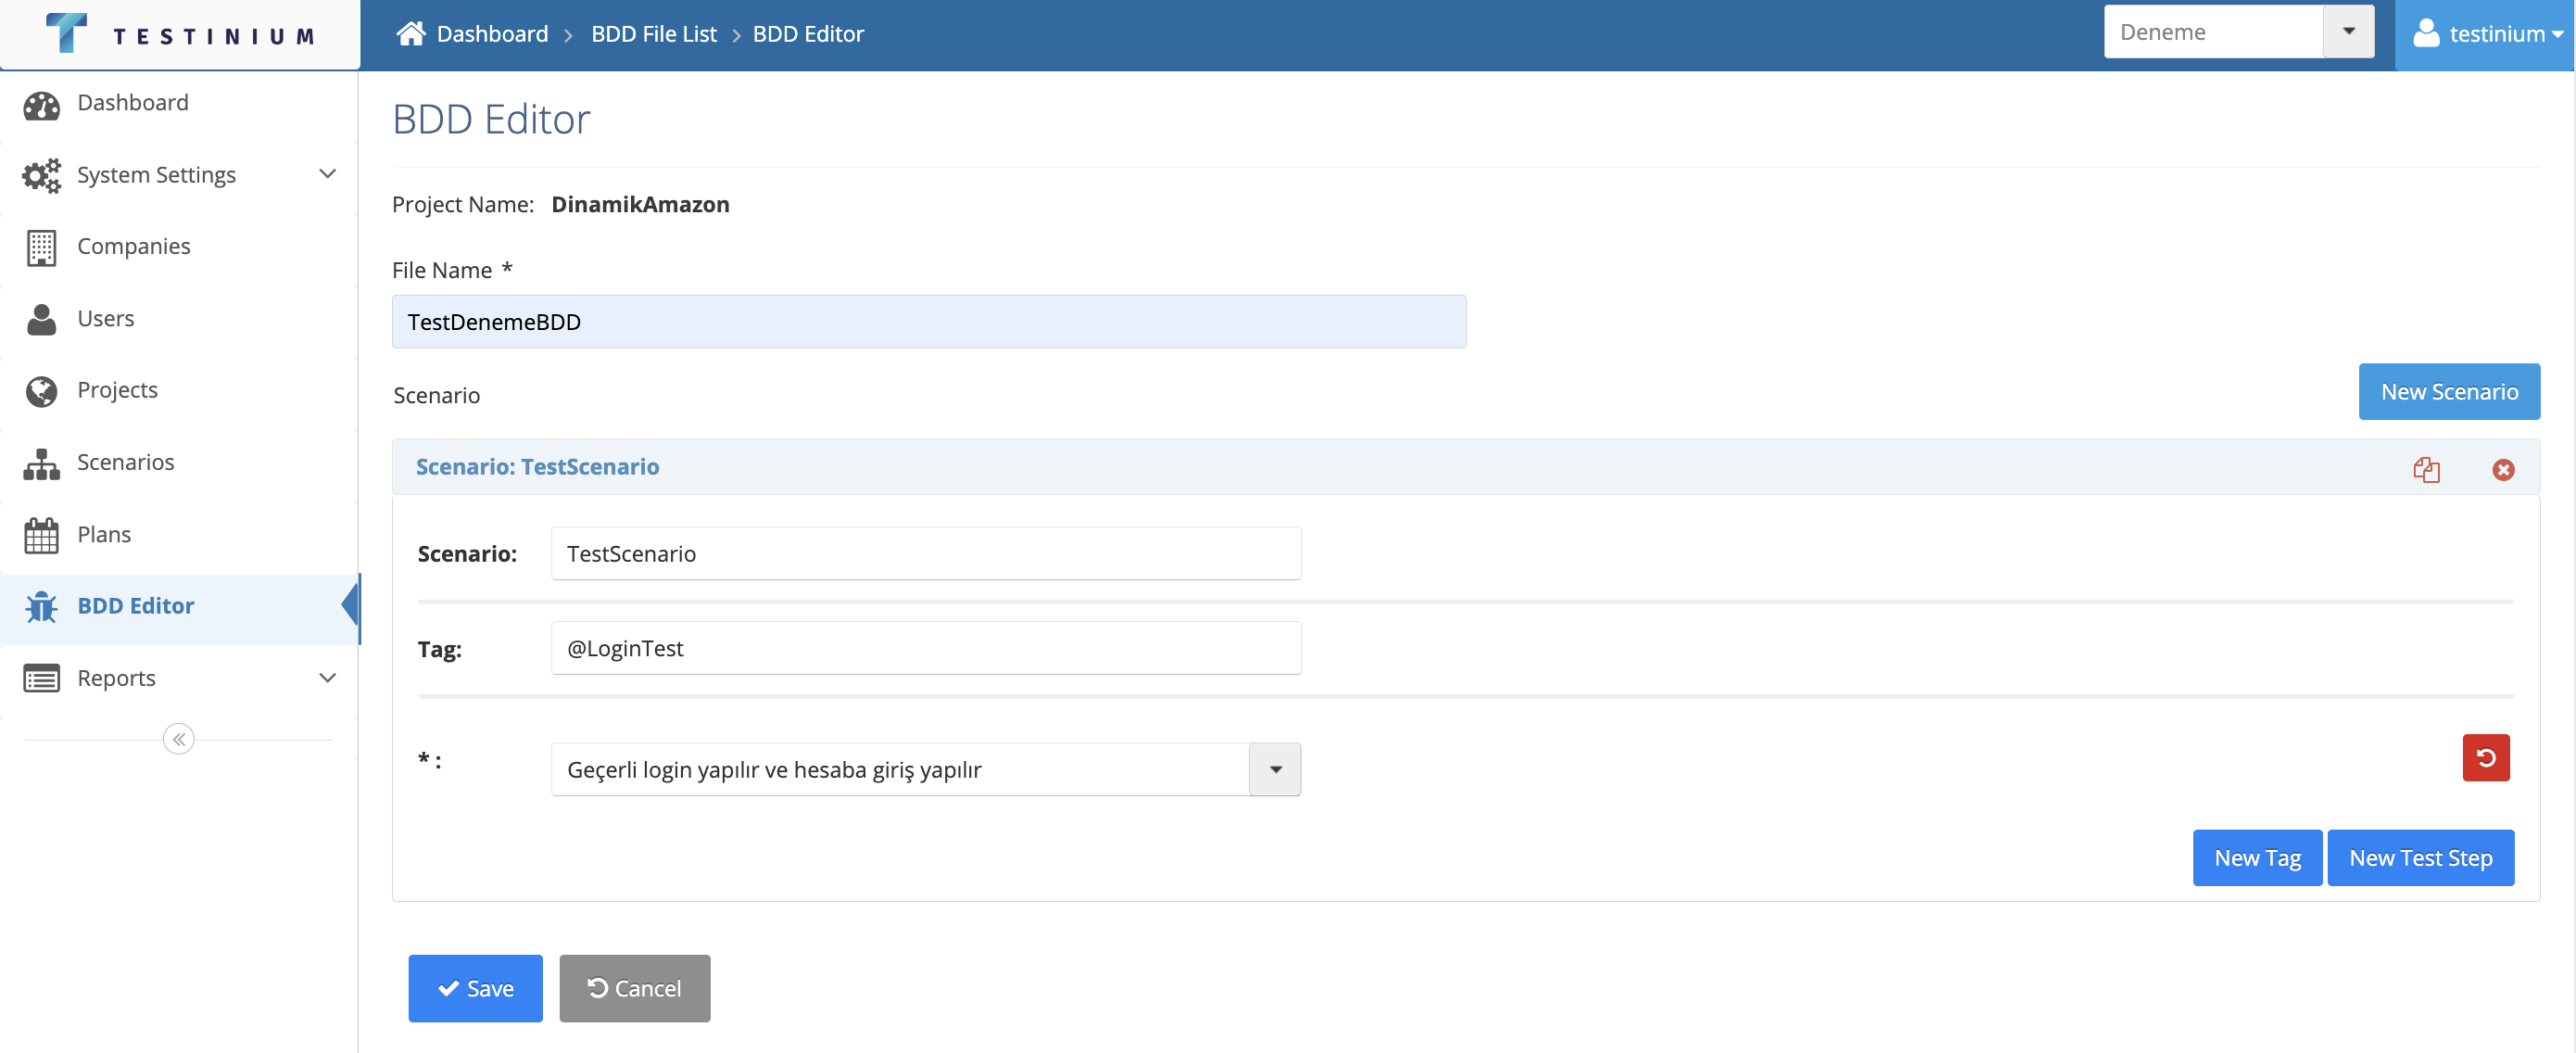 TESTINIUM
Dashboard > BDD File List > BDD Editor
Deneme
testinium
Dashboard
System Settings
Companies
Users
Projects
Scenarios
Plans
BDD Editor
Reports
BDD Editor
Project Name: DinamikAmazon
File Name *
TestDenemeBDD
Scenario
New Scenario
Scenario: TestScenario
Scenario: TestScenario
Tag: @LoginTest
* : Geçerli login yapılır ve hesaba giriş yapılır
New Tag New Test Step
Save Cancel